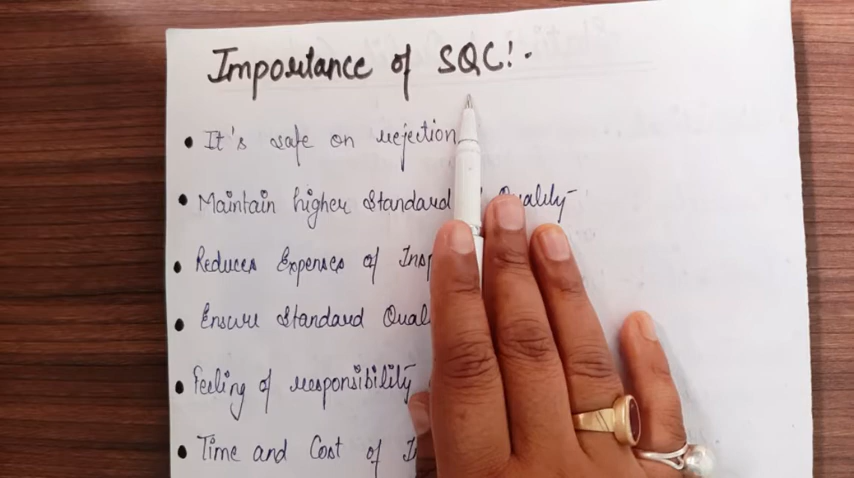 Importance of SQC!.
• It's safe on rejection
• Maintain higher Standard Quality
• Reduces Expenses of
• Ensure Standard
• Feeling of responsibility
• Time and Cost of